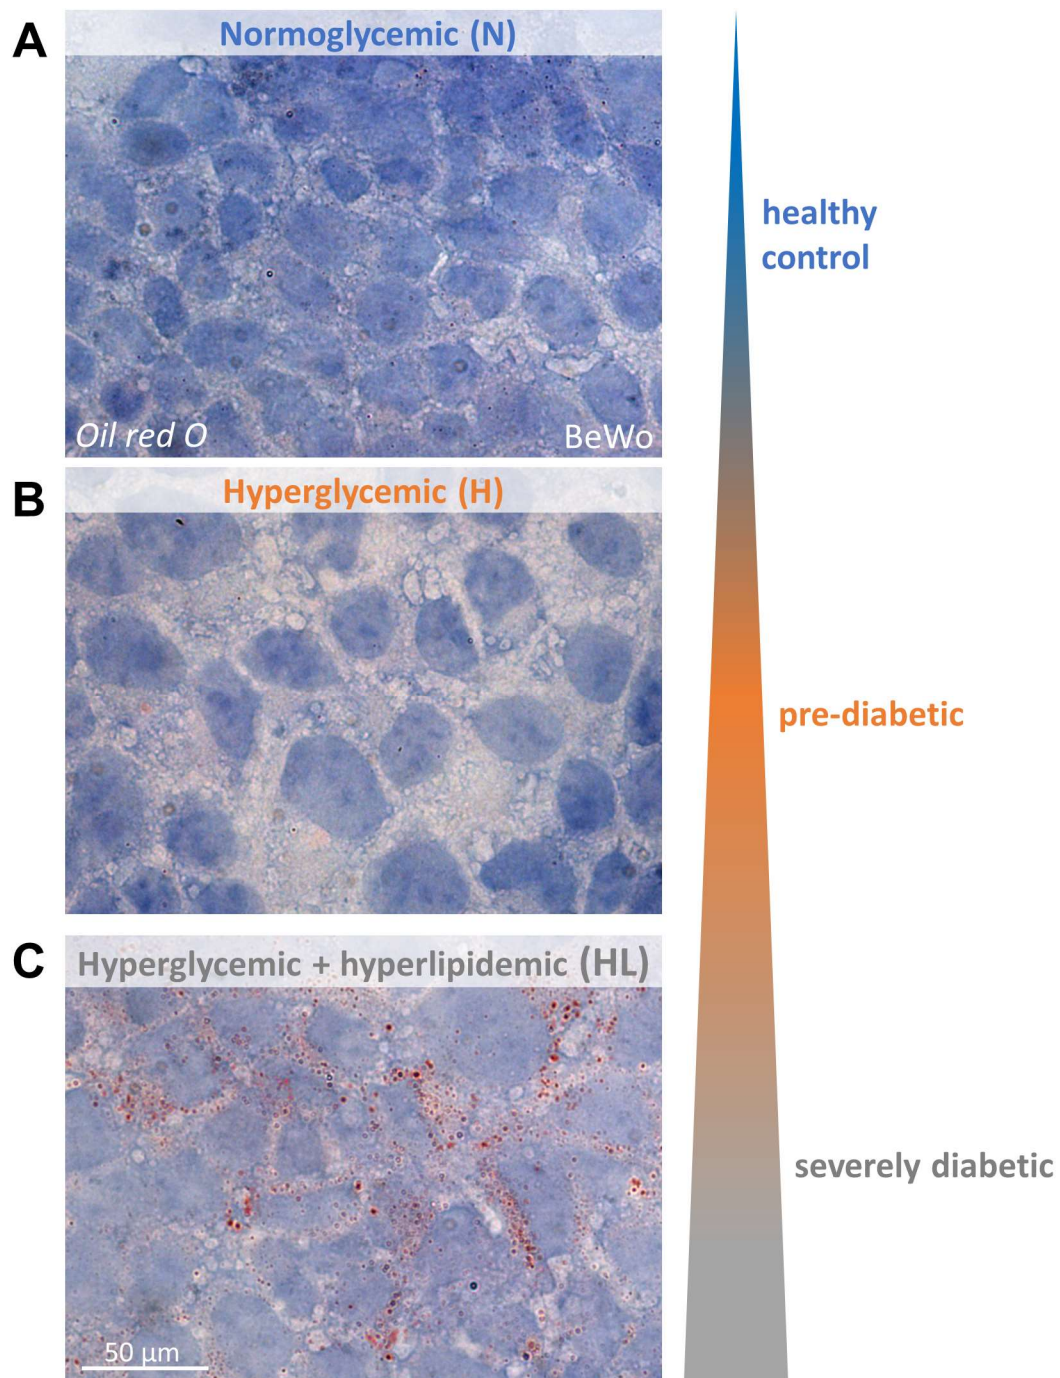 A
Normoglycemic (N)
healthy
control
Oil red O
BeWo
B
Hyperglycemic (H)
pre-diabetic
C
Hyperglycemic + hyperlipidemic (HL)
severely diabetic
50 µm